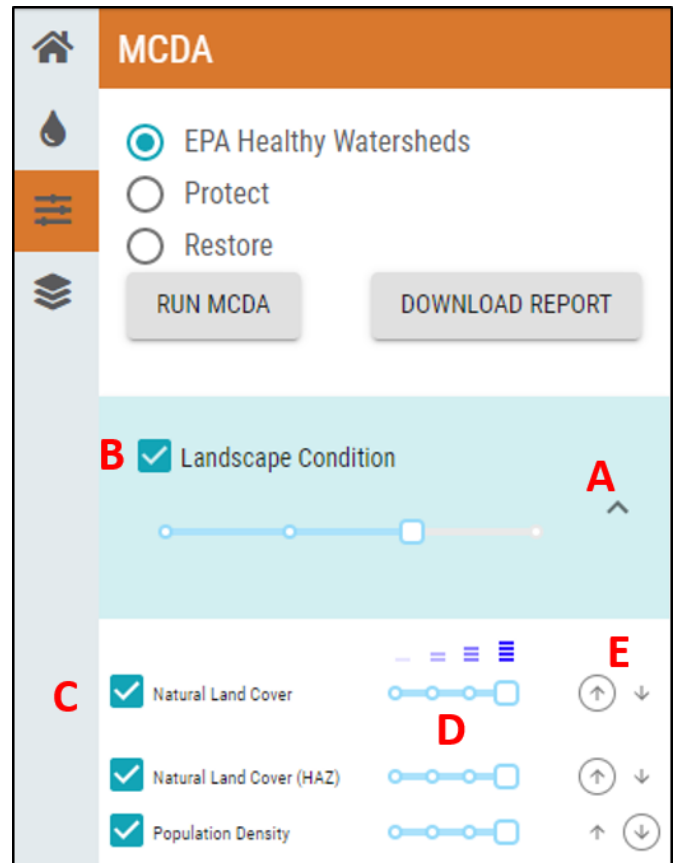 MCDA
EPA Healthy Watersheds
Protect
Restore
RUN MCDA DOWNLOAD REPORT
B Landscape Condition
A
E
C Natural Land Cover
D
Natural Land Cover (HAZ)
Population Density